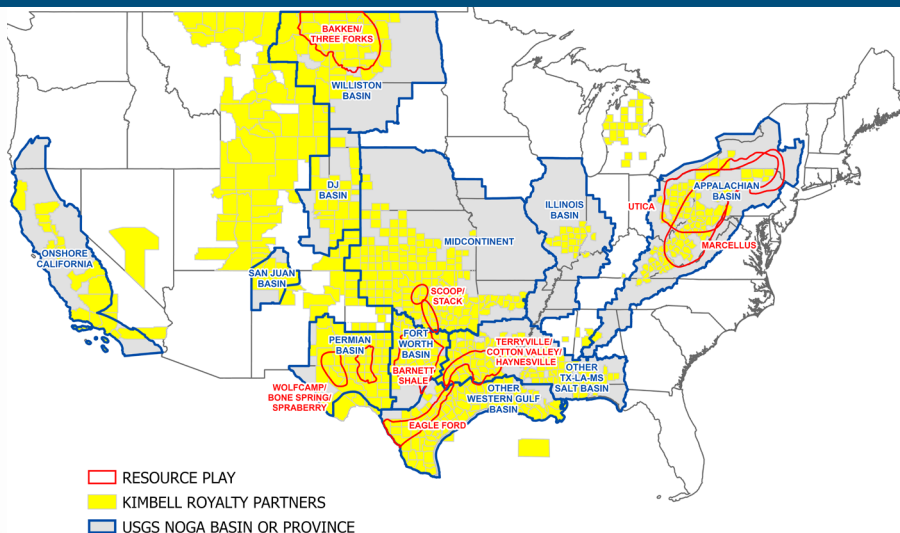 BAKKEN/
THREE FORKS
WILLISTON
BASIN
DJ
BASIN
ILLINOIS
BASIN
UTICA
APPALACHIAN
BASIN
MARCELLUS
MIDCONTINENT
ONSHORE
CALIFORNIA
SAN JUAN
BASIN
SCOOP/
STACK
PERMIAN
BASIN
FORT
WORTH
BASIN
TERRYVILLE/
COTTON VALLEY/
HAYNESVILLE
BARNETT
SHALE
OTHER
TX-LA-MS
SALT BASIN
WOLFCAMP/
BONE SPRING/
SPRABERRY
OTHER
WESTERN GULF
BASIN
EAGLE FORD
RESOURCE PLAY
KIMBELL ROYALTY PARTNERS
USGS NOGA BASIN OR PROVINCE